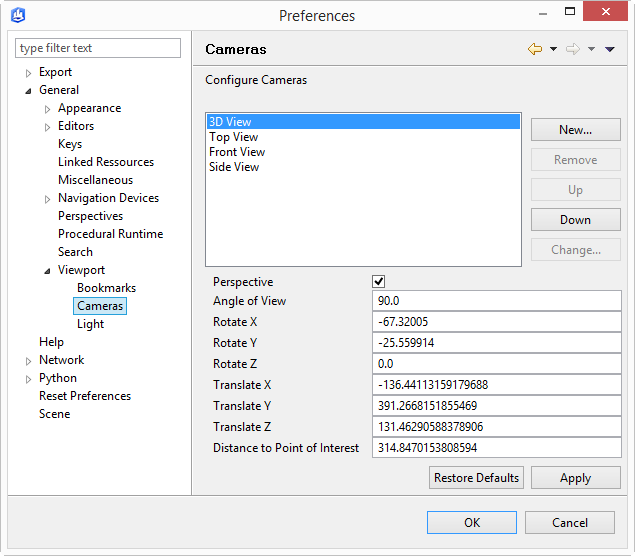 Preferences
type filter text
Export
General
Appearance
Editors
Keys
Linked Ressources
Miscellaneous
Navigation Devices
Perspectives
Procedural Runtime
Search
Viewport
Bookmarks
Cameras
Light
Help
Network
Python
Reset Preferences
Scene
Cameras
Configure Cameras
3D View
Top View
Front View
Side View
New...
Remove
Up
Down
Change...
Perspective
Angle of View 90.0
Rotate X -67.32005
Rotate Y -25.559914
Rotate Z 0.0
Translate X -136.44113159179688
Translate Y 391.2668151855469
Translate Z 131.46290588378906
Distance to Point of Interest 314.8470153808594
Restore Defaults Apply
OK Cancel